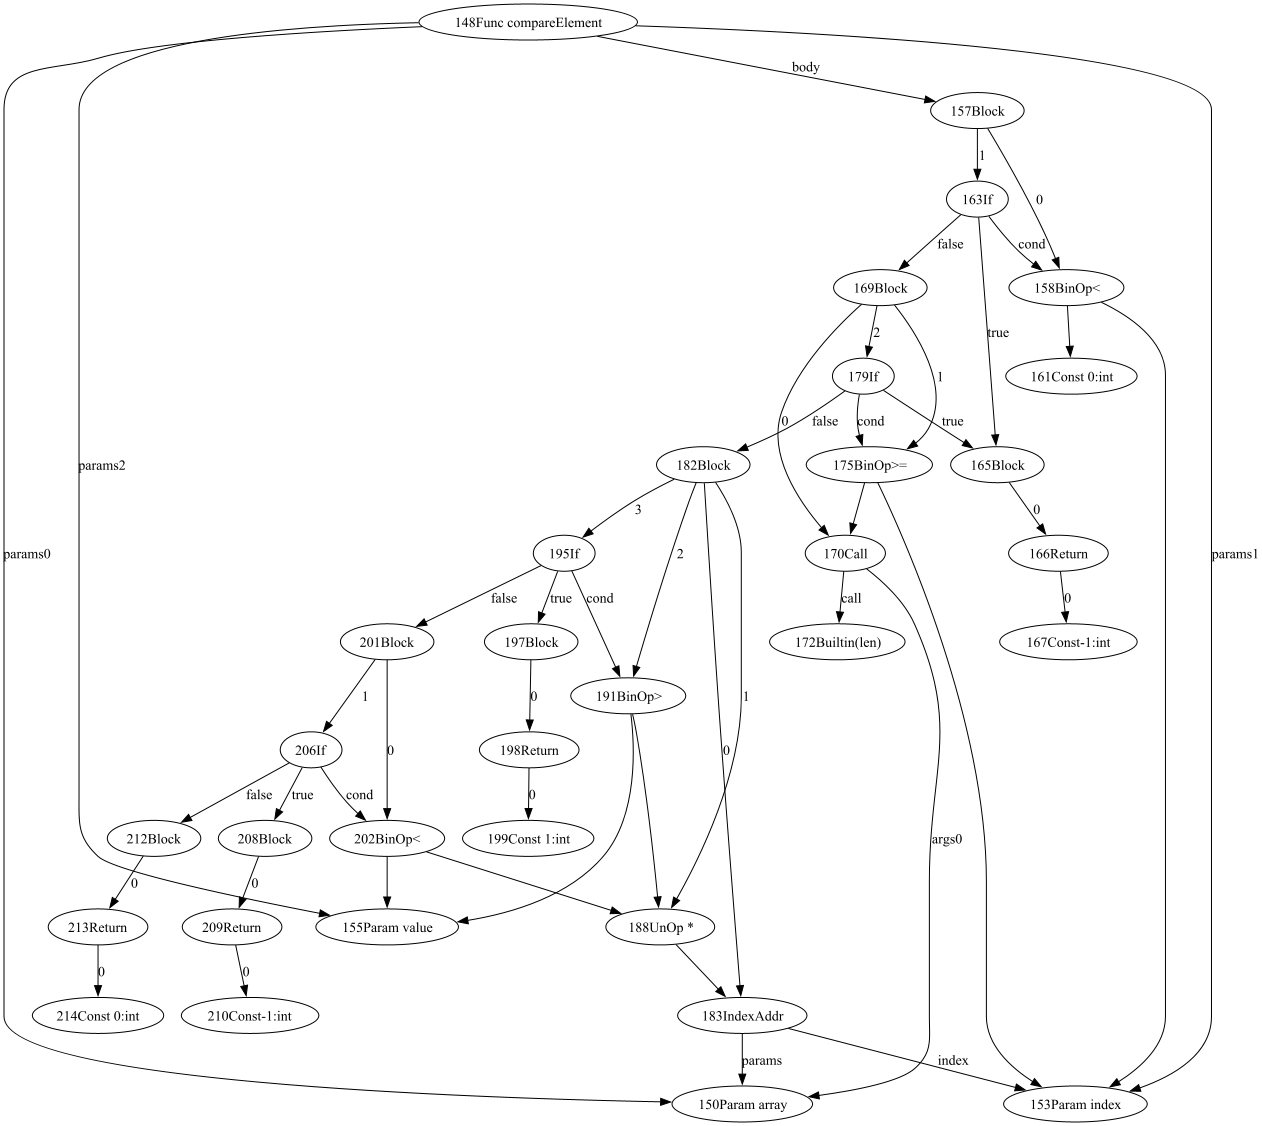 148Func compareElement
body
157Block
1
163If
0
false
cond
169Block
158BinOp<
2
true
179If
1
161Const 0:int
0
false
cond
true
params2
182Block
175BinOp>=
165Block
3
0
params0
195If
2
170Call
166Return
params1
false
true
cond
call
0
201Block
197Block
172Builtin(len)
167Const-1:int
1
0
191BinOp>
1
206If
0
198Return
0
false
true
cond
0
212Block
208Block
202BinOp<
199Const 1:int
args0
0
0
213Return
209Return
155Param value
188UnOp *
0
0
214Const 0:int
210Const-1:int
183IndexAddr
params
index
150Param array
153Param index